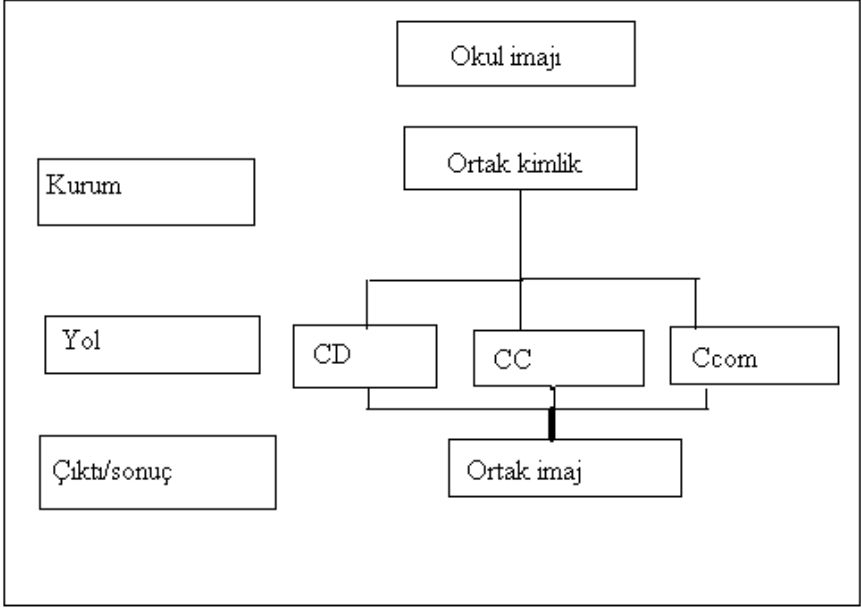 Okul imajı
Ortak kimlik
Kurum
Yol
CD
CC
Ccom
Çıktı/sonuç
Ortak imaj